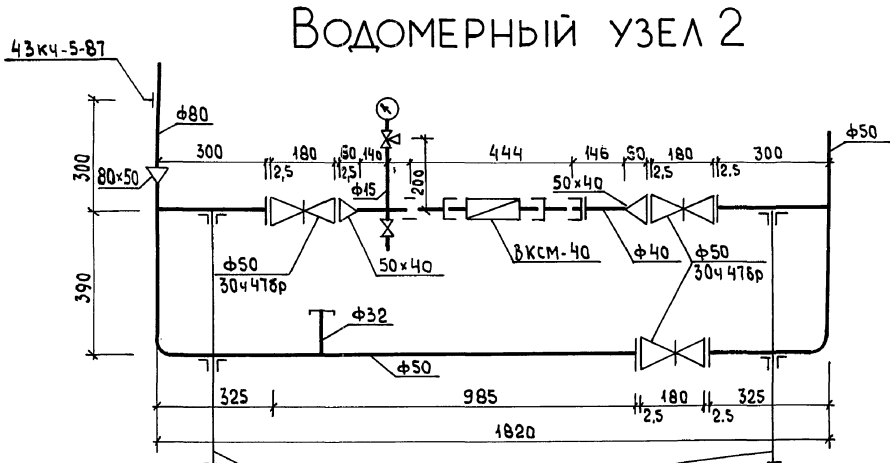 ВОДОМЕРНЫЙ УЗЕЛ 2
43кч-5-87
ф80
ф50
300 180 60 140 444 146 60 180 300
2,5 2,5 2,5 2.5
300
80×50
ф15
200
50×40
ф50
30ч47бр
50×40
ВКСМ-40
ф40
ф50
30ч47бр
390
ф32
ф50
325 985 180 325
2,5 2.5
1820